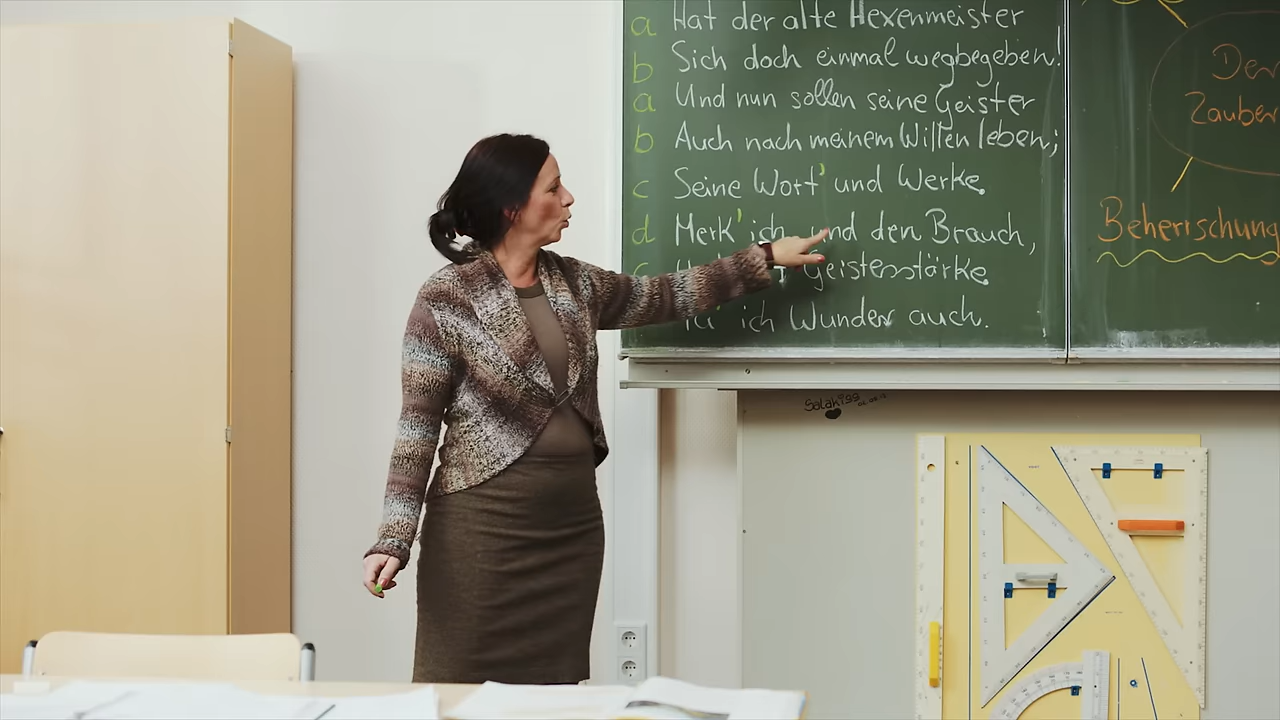 a Hat der alte Hexenmeister
b Sich doch einmal wegbegeben!
a Und nun sollen seine Geister
b Auch nach meinem Willen leben;
c Seine Wort' und Werke
d Merk' ich und den Brauch,
c Geistesstärke
ich Wunder auch.
Der
Zauber
Beherrschung
Salakigg